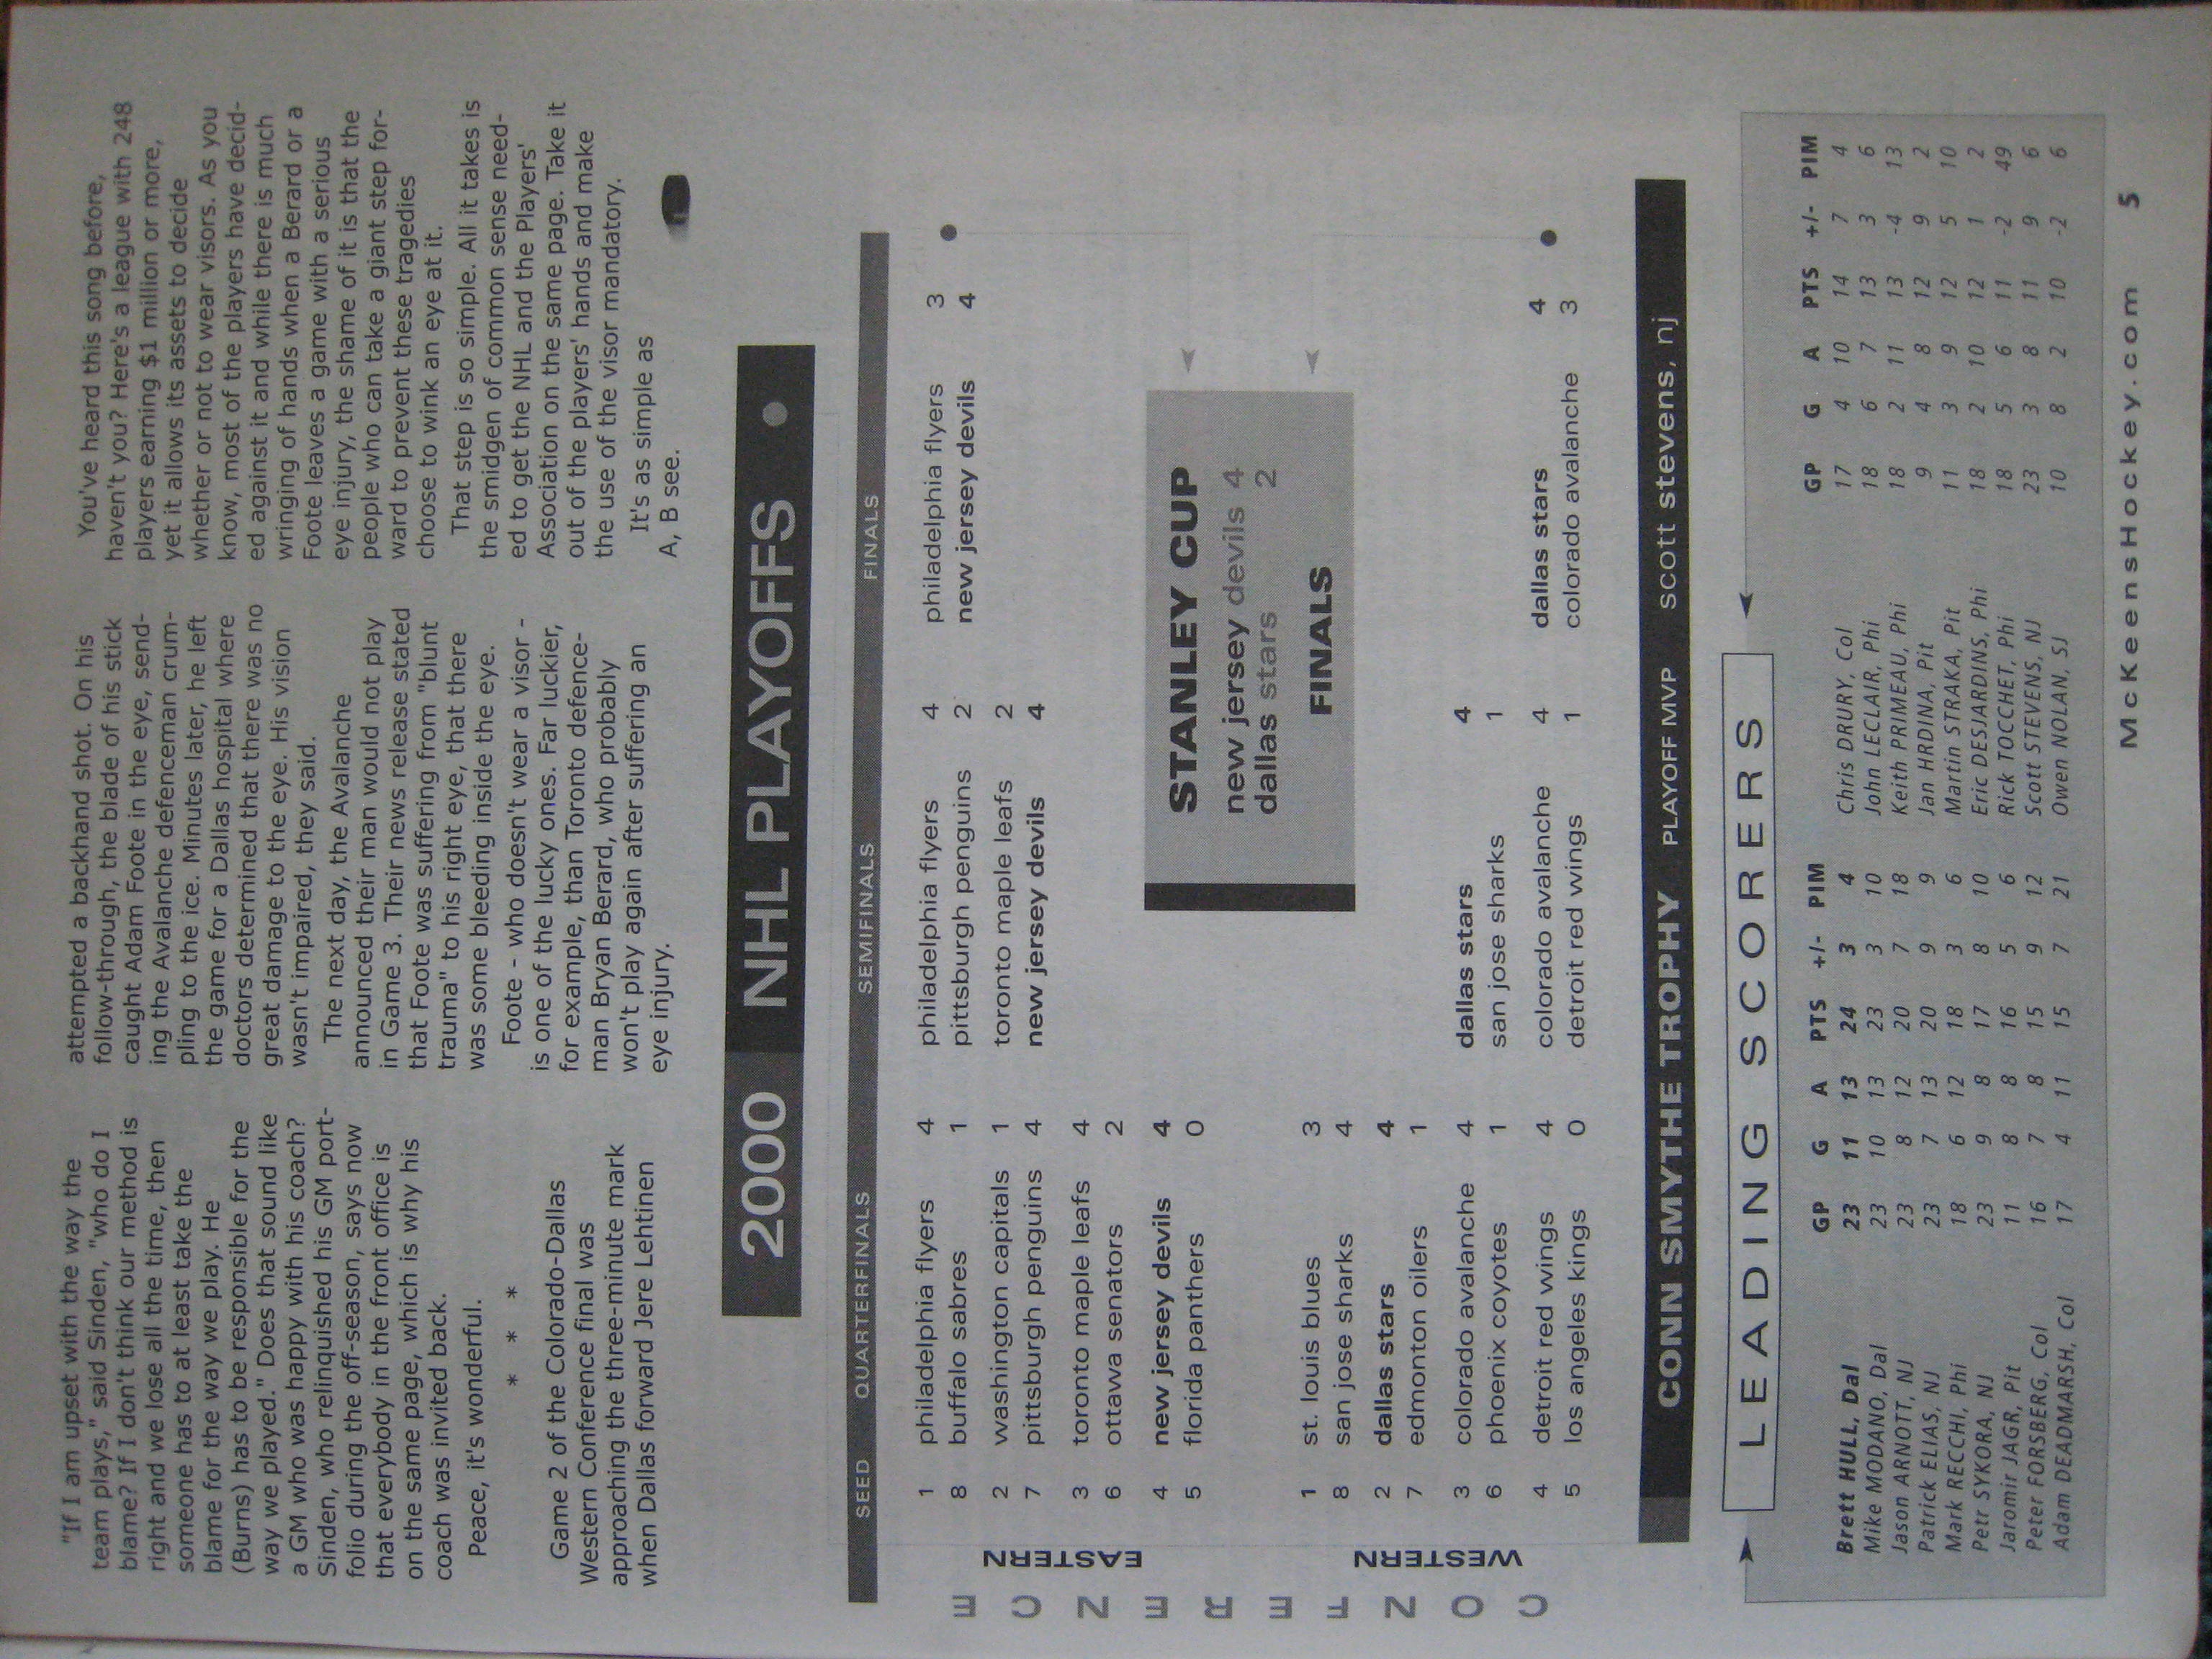 "If I am upset with the way the
team plays," said Sinden, "who do I
blame? If I don't think our method is
right and we lose all the time, then
someone has to at least take the
blame for the way we play. He
(Burns) has to be responsible for the
way we played." Does that sound like
a GM who was happy with his coach?
Sinden, who relinquished his GM port-
folio during the off-season, says now
that everybody in the front office is
on the same page, which is why his
coach was invited back.
Peace, it's wonderful.
* * *
Game 2 of the Colorado-Dallas
Western Conference final was
approaching the three-minute mark
when Dallas forward Jere Lehtinen
attempted a backhand shot. On his
follow-through, the blade of his stick
caught Adam Foote in the eye, send-
ing the Avalanche defenceman crum-
pling to the ice. Minutes later, he left
the game for a Dallas hospital where
doctors determined that there was no
great damage to the eye. His vision
wasn't impaired, they said.
The next day, the Avalanche
announced their man would not play
in Game 3. Their news release stated
that Foote was suffering from "blunt
trauma" to his right eye, that there
was some bleeding inside the eye.
Foote - who doesn't wear a visor -
is one of the lucky ones. Far luckier,
for example, than Toronto defence-
man Bryan Berard, who probably
won't play again after suffering an
eye injury.
You've heard this song before,
haven't you? Here's a league with 248
players earning $1 million or more,
yet it allows its assets to decide
whether or not to wear visors. As you
know, most of the players have decid-
ed against it and while there is much
wringing of hands when a Berard or a
Foote leaves a game with a serious
eye injury, the shame of it is that the
people who can take a giant step for-
ward to prevent these tragedies
choose to wink an eye at it.
That step is so simple. All it takes is
the smidgen of common sense need-
ed to get the NHL and the Players'
Association on the same page. Take it
out of the players' hands and make
the use of the visor mandatory.
It's as simple as
A, B see.
2000 NHL PLAYOFFS
SEED QUARTERFINALS SEMIFINALS FINALS
CONFERENCE
EASTERN
1 philadelphia flyers 4
8 buffalo sabres 1
2 washington capitals 1
7 pittsburgh penguins 4
3 toronto maple leafs 4
6 ottawa senators 2
4 new jersey devils 4
5 florida panthers 0
philadelphia flyers 4
pittsburgh penguins 2
toronto maple leafs 2
new jersey devils 4
philadelphia flyers 3
new jersey devils 4
STANLEY CUP
new jersey devils 4
dallas stars 2
FINALS
WESTERN
1 st. louis blues 3
8 san jose sharks 4
2 dallas stars 4
7 edmonton oilers 1
3 colorado avalanche 4
6 phoenix coyotes 1
4 detroit red wings 4
5 los angeles kings 0
dallas stars 4
san jose sharks 1
colorado avalanche 4
detroit red wings 1
dallas stars 4
colorado avalanche 3
CONN SMYTHE TROPHY PLAYOFF MVP scott stevens, nj
LEADING SCORERS
GP G A PTS +/- PIM
Brett HULL, Dal 23 11 13 24 3 4
Mike MODANO, Dal 23 10 13 23 3 10
Jason ARNOTT, NJ 23 8 12 20 7 18
Patrick ELIAS, NJ 23 7 13 20 9 9
Mark RECCHI, Phi 18 6 12 18 3 6
Petr SYKORA, NJ 23 9 8 17 8 10
Jaromir JAGR, Pit 11 8 8 16 5 6
Peter FORSBERG, Col 16 7 8 15 9 12
Adam DEADMARSH, Col 17 4 11 15 7 21
GP G A PTS +/- PIM
Chris DRURY, Col 17 4 10 14 7 4
John LECLAIR, Phi 18 6 7 13 3 6
Keith PRIMEAU, Phi 18 2 11 13 -4 13
Jan HRDINA, Pit 9 4 8 12 9 2
Martin STRAKA, Pit 11 3 9 12 5 10
Eric DESJARDINS, Phi 18 2 10 12 1 2
Rick TOCCHET, Phi 18 5 6 11 -2 49
Scott STEVENS, NJ 23 3 8 11 9 6
Owen NOLAN, SJ 10 8 2 10 -2 6
McKeensHockey.com 5